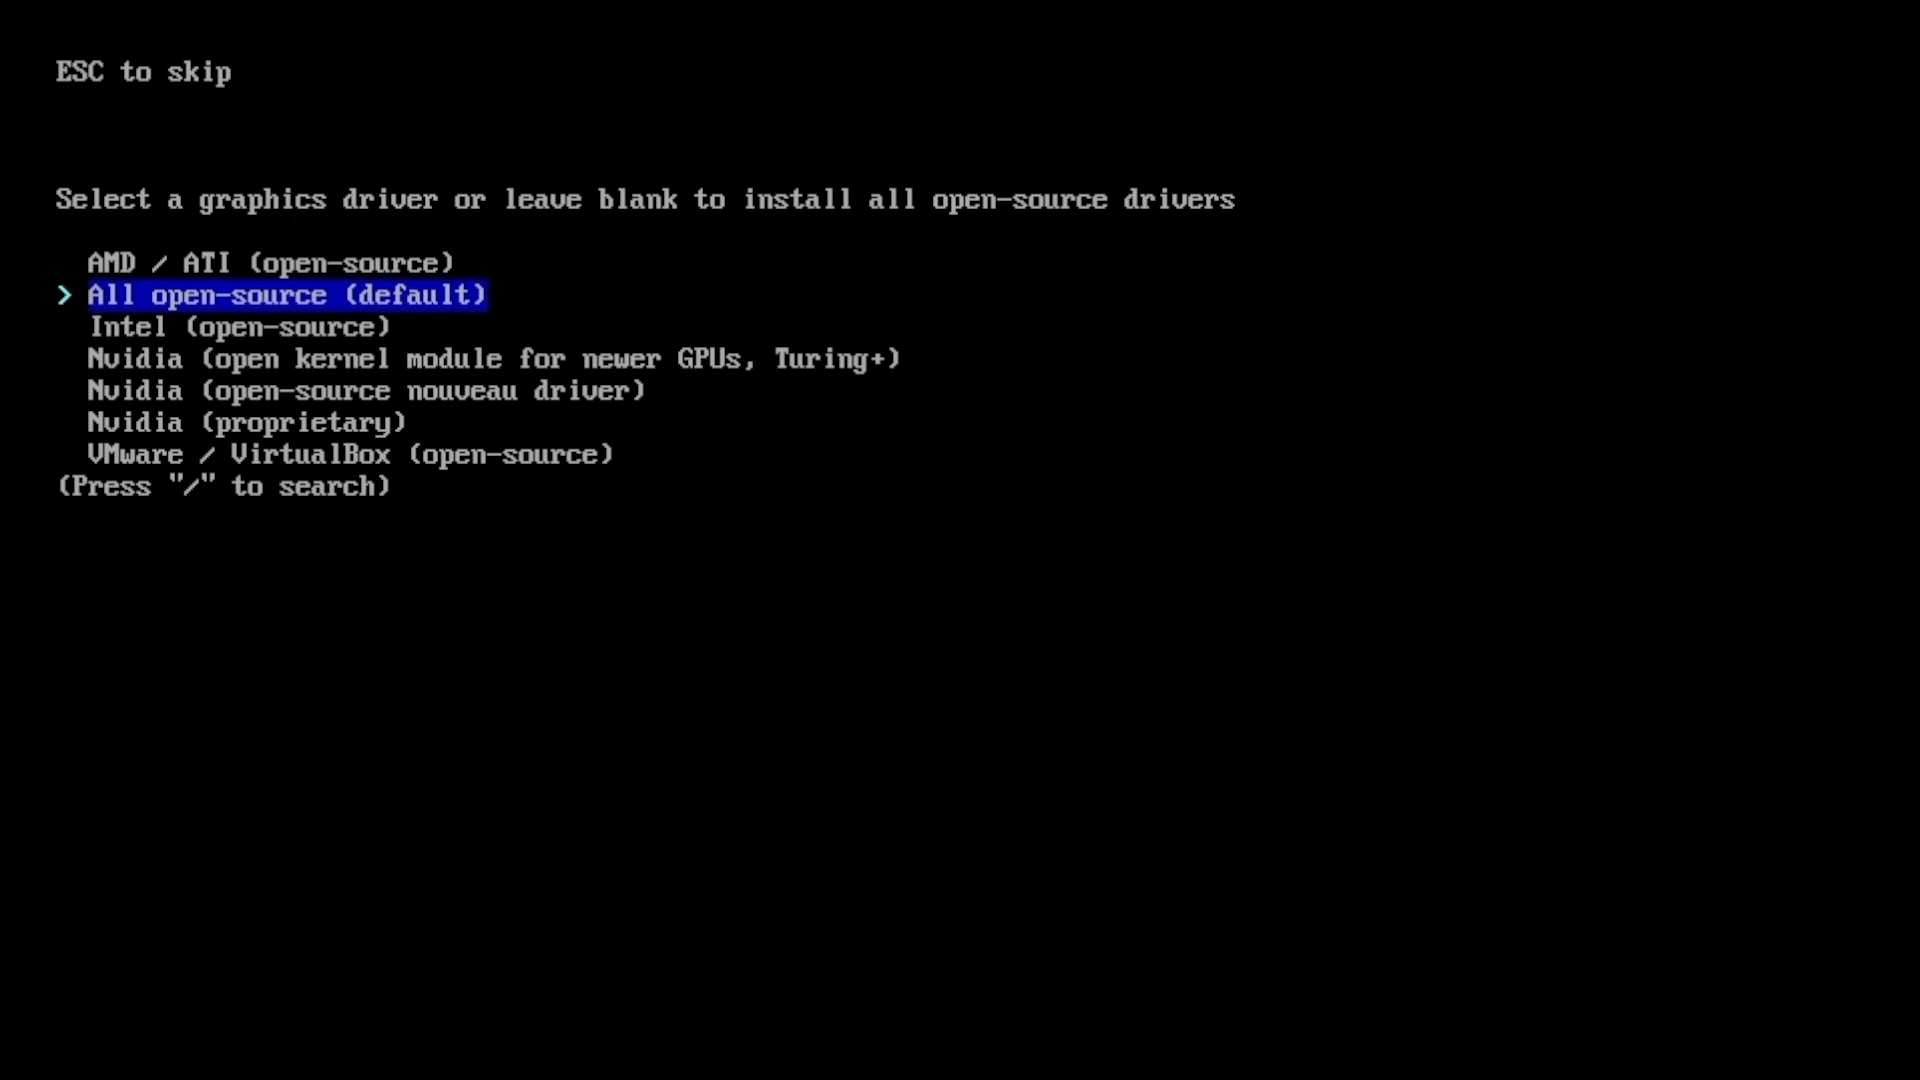 ESC to skip
Select a graphics driver or leave blank to install all open-source drivers
AMD / ATI (open-source)
> All open-source (default)
Intel (open-source)
Nvidia (open kernel module for newer GPUs, Turing+)
Nvidia (open-source nouveau driver)
Nvidia (proprietary)
VMware / VirtualBox (open-source)
(Press "/" to search)